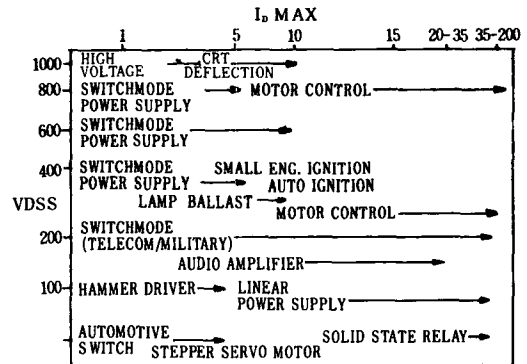 I_D MAX
1 5 10 15 20-35 35-200
1000 HIGH CRT
VOLTAGE DEFLECTION
800 SWITCHMODE MOTOR CONTROL
POWER SUPPLY
600 SWITCHMODE
POWER SUPPLY
400 SWITCHMODE SMALL ENG. IGNITION
POWER SUPPLY AUTO IGNITION
VDSS LAMP BALLAST
MOTOR CONTROL
200 SWITCHMODE
(TELECOM/MILITARY)
AUDIO AMPLIFIER
100 HAMMER DRIVER LINEAR
POWER SUPPLY
AUTOMOTIVE SOLID STATE RELAY
SWITCH STEPPER SERVO MOTOR